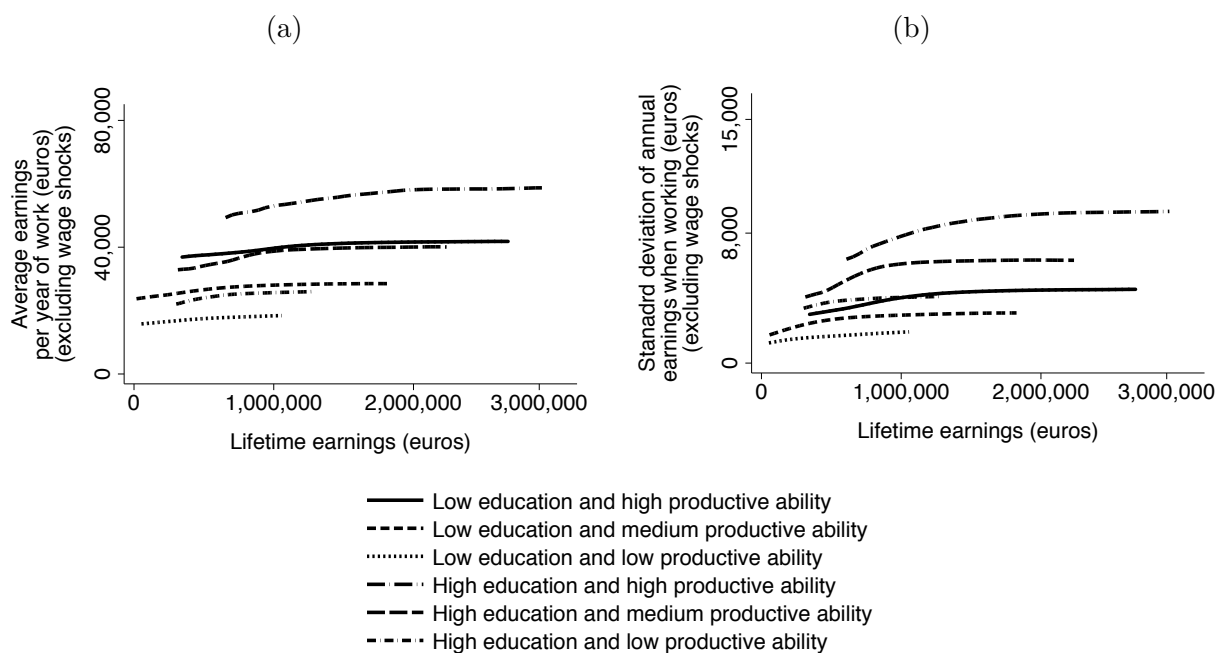 (a)
Average earnings
per year of work (euros)
(excluding wage shocks)
80,000
40,000
0
0 1,000,000 2,000,000 3,000,000
Lifetime earnings (euros)
(b)
Stanadrd deviation of annual
earnings when working (euros)
(excluding wage shocks)
15,000
8,000
0
0 1,000,000 2,000,000 3,000,000
Lifetime earnings (euros)
Low education and high productive ability
Low education and medium productive ability
Low education and low productive ability
High education and high productive ability
High education and medium productive ability
High education and low productive ability